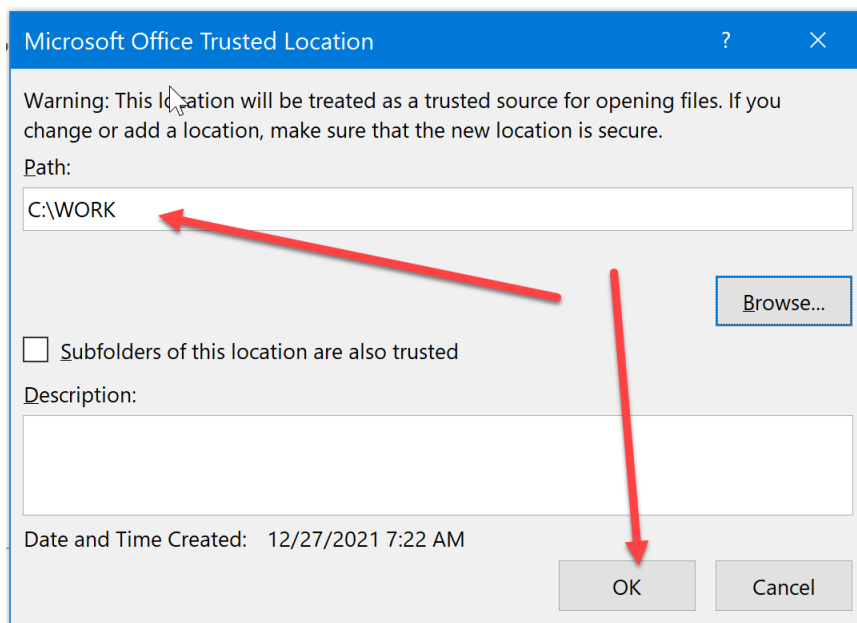 Microsoft Office Trusted Location ?
Warning: This location will be treated as a trusted source for opening files. If you
change or add a location, make sure that the new location is secure.
Path:
C:\WORK
Browse...
Subfolders of this location are also trusted
Description:
Date and Time Created: 12/27/2021 7:22 AM
OK Cancel